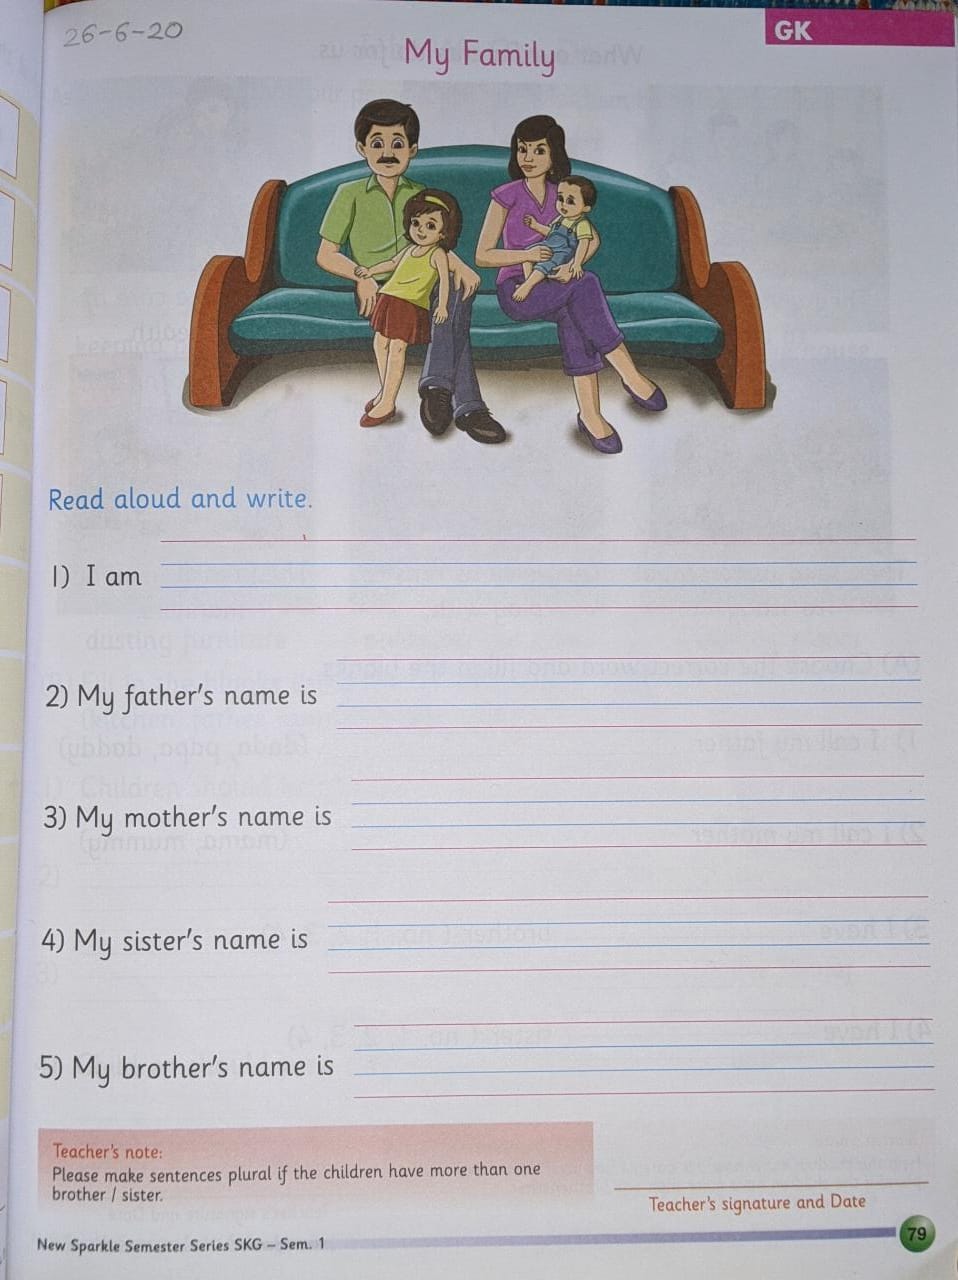 26-6-20
GK
My Family
Read aloud and write.
1) I am
2) My father's name is
3) My mother's name is
4) My sister's name is
5) My brother's name is
Teacher's note:
Please make sentences plural if the children have more than one
brother / sister.
Teacher's signature and Date
New Sparkle Semester Series SKG – Sem. 1
79